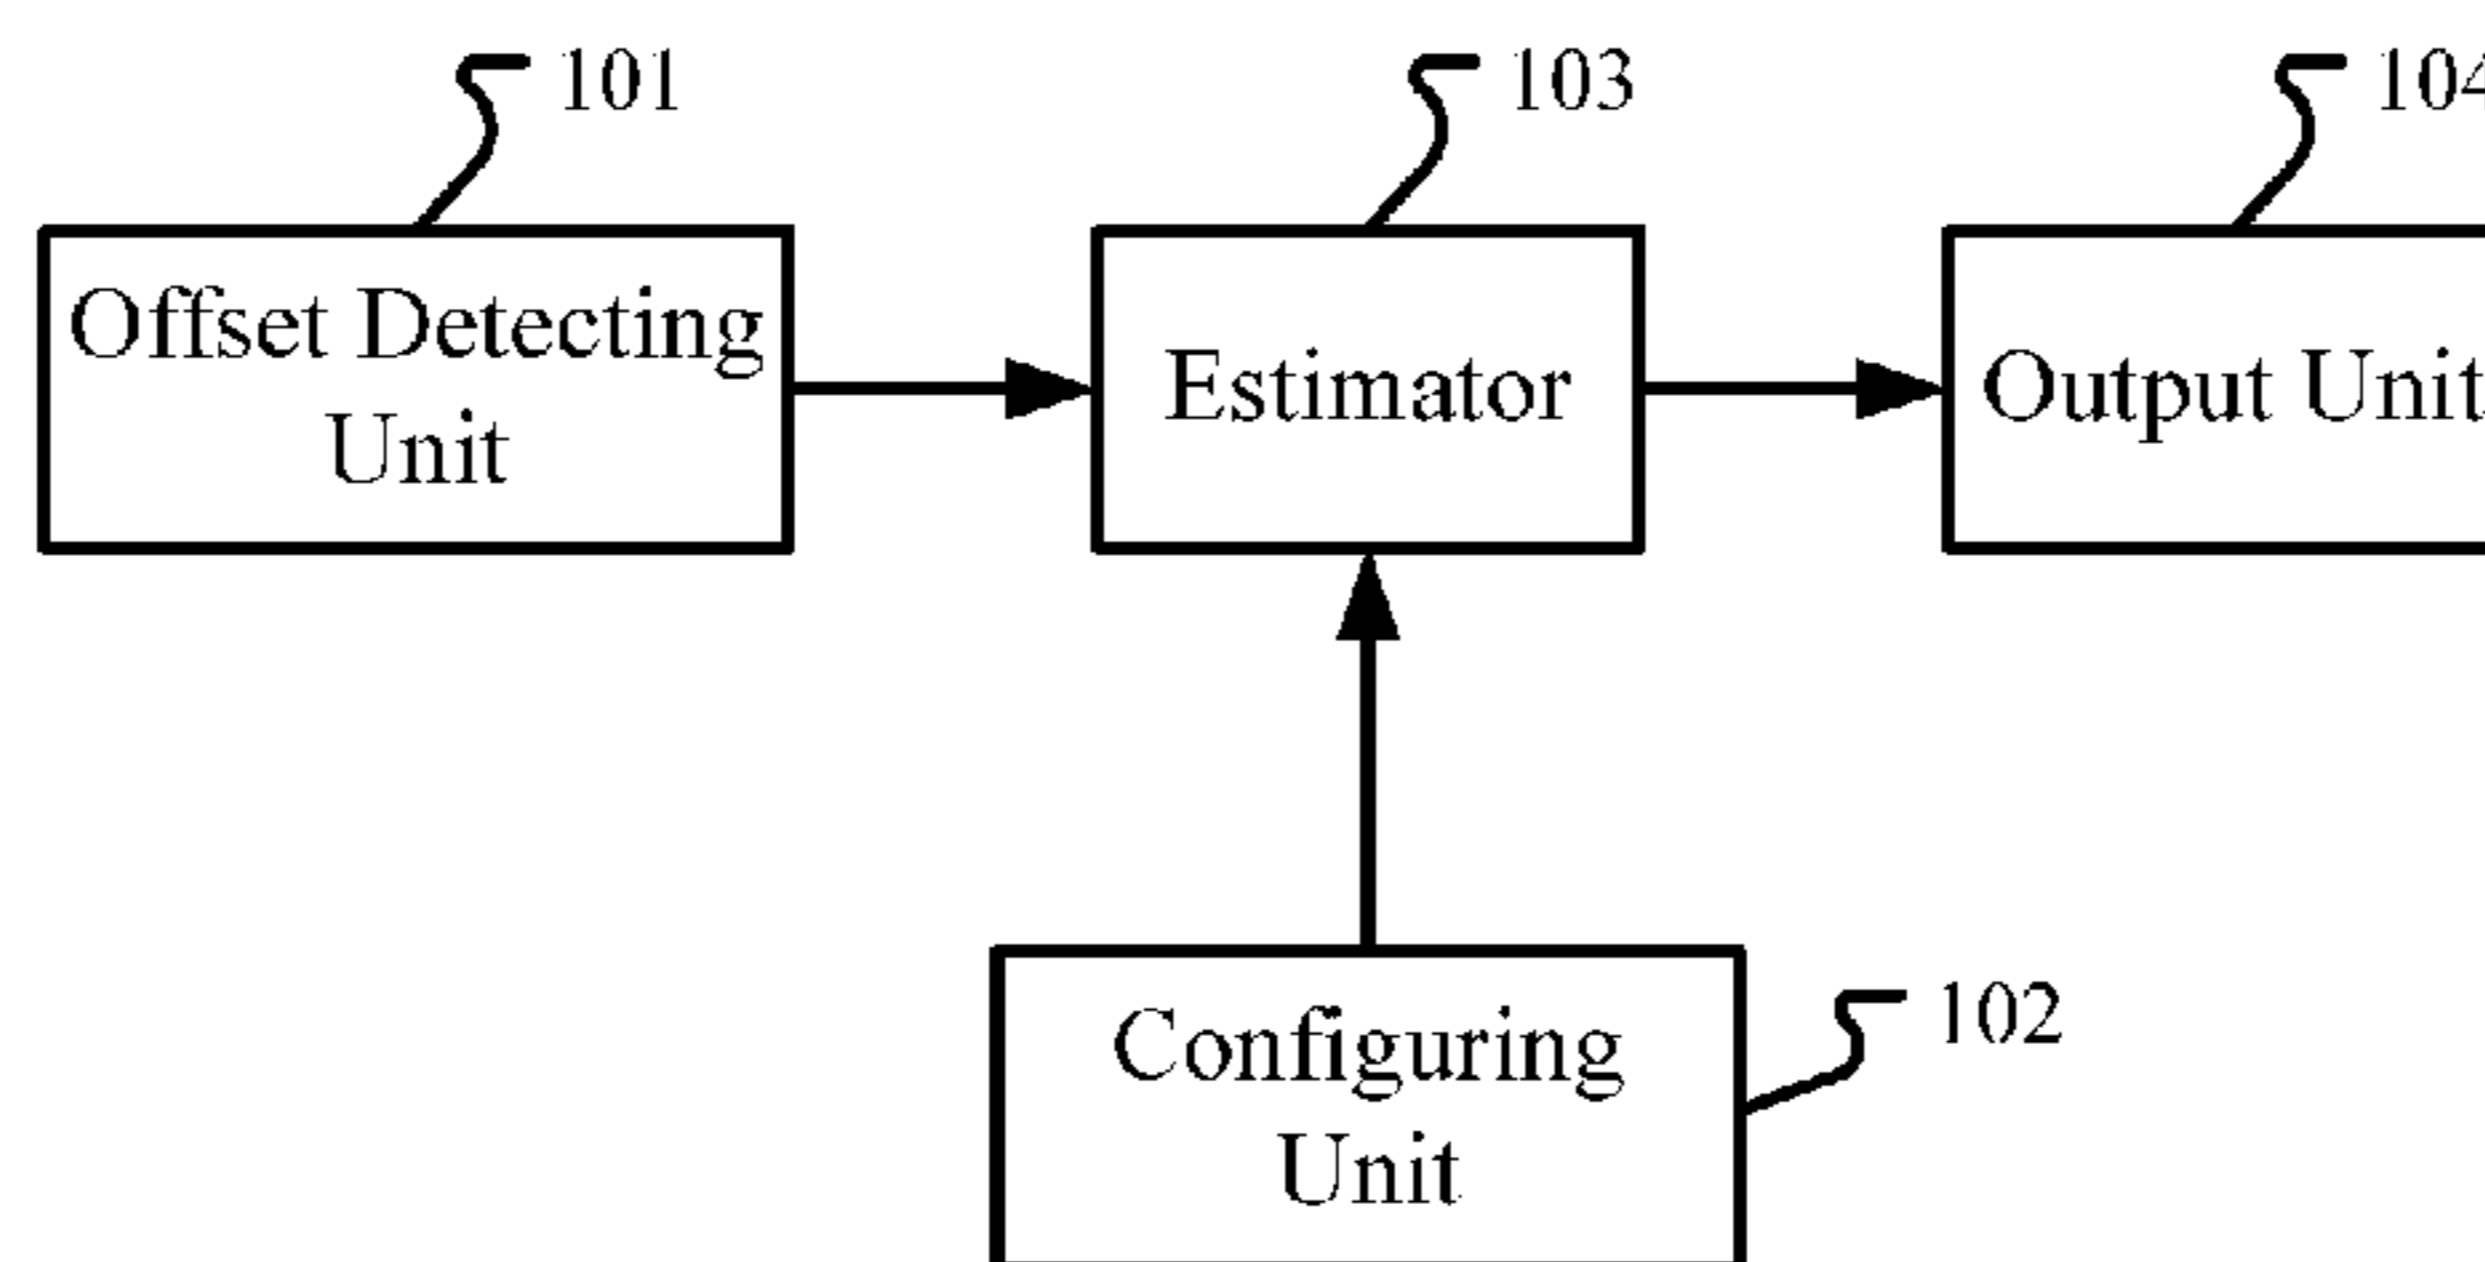 101
103
104
Offset Detecting
Unit
Estimator
Output Unit
Configuring
Unit
102